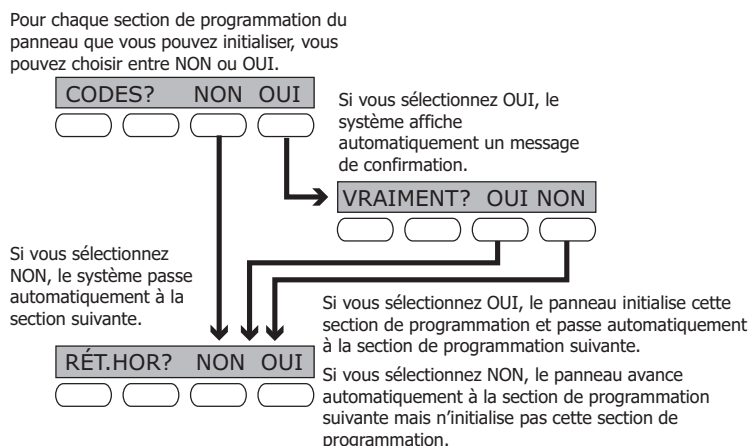 Pour chaque section de programmation du
panneau que vous pouvez initialiser, vous
pouvez choisir entre NON ou OUI.
CODES? NON OUI
Si vous sélectionnez OUI, le
système affiche
automatiquement un message
de confirmation.
VRAIMENT? OUI NON
Si vous sélectionnez
NON, le système passe
automatiquement à la
section suivante.
Si vous sélectionnez OUI, le panneau initialise cette
section de programmation et passe automatiquement
à la section de programmation suivante.
RÉT.HOR? NON OUI
Si vous sélectionnez NON, le panneau avance
automatiquement à la section de programmation
suivante mais n’initialise pas cette section de
programmation.